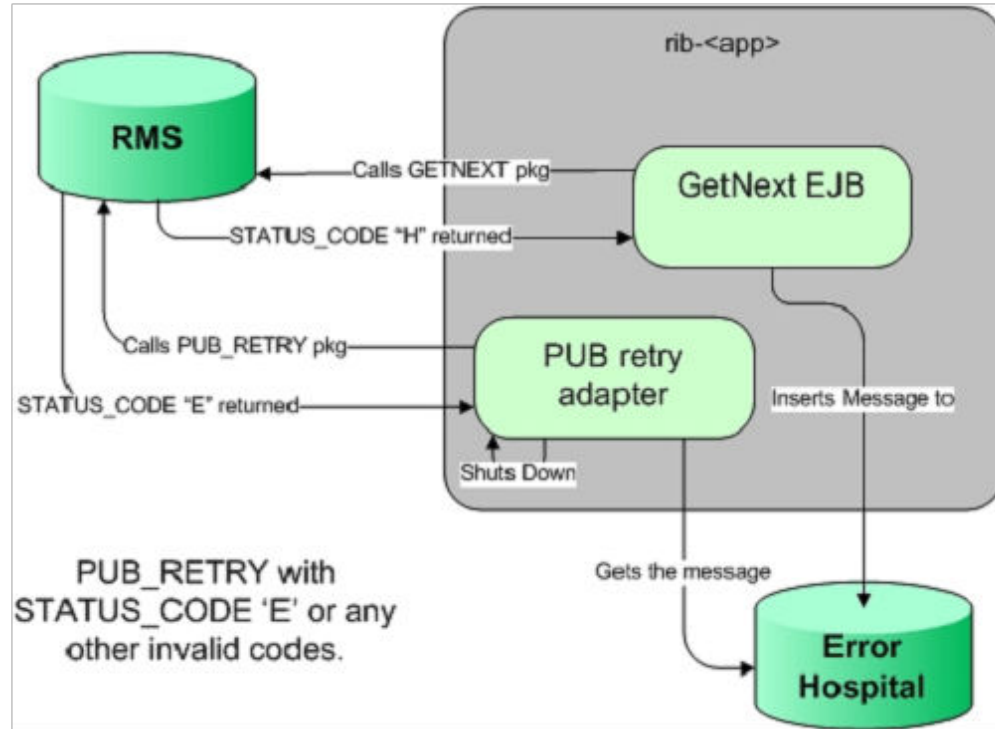 rib-<app>
RMS
Calls GETNEXT pkg
GetNext EJB
STATUS_CODE “H” returned
Calls PUB_RETRY pkg
PUB retry
adapter
STATUS_CODE “E” returned
Inserts Message to
Shuts Down
Gets the message
PUB_RETRY with
STATUS_CODE ‘E’ or any
other invalid codes.
Error
Hospital